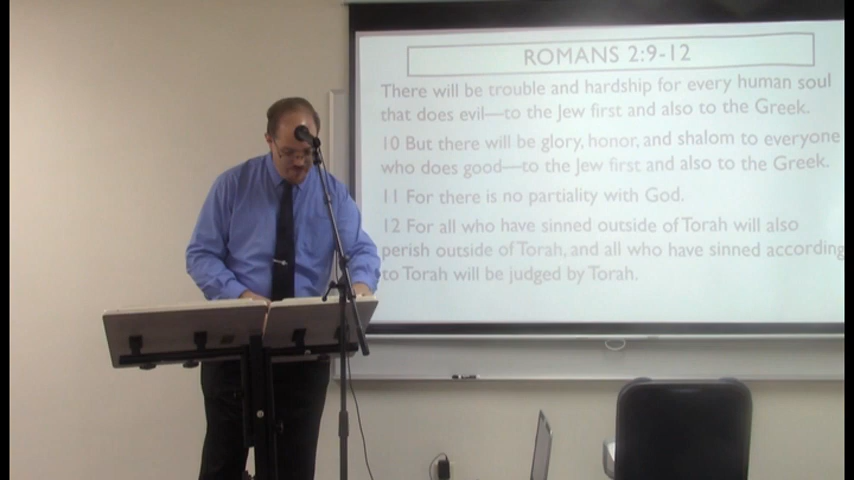 ROMANS 2:9-12
There will be trouble and hardship for every human soul
that does evil—to the Jew first and also to the Greek.
10 But there will be glory, honor, and shalom to everyone
who does good—to the Jew first and also to the Greek.
11 For there is no partiality with God.
12 For all who have sinned outside of Torah will also
perish outside of Torah, and all who have sinned according
to Torah will be judged by Torah.